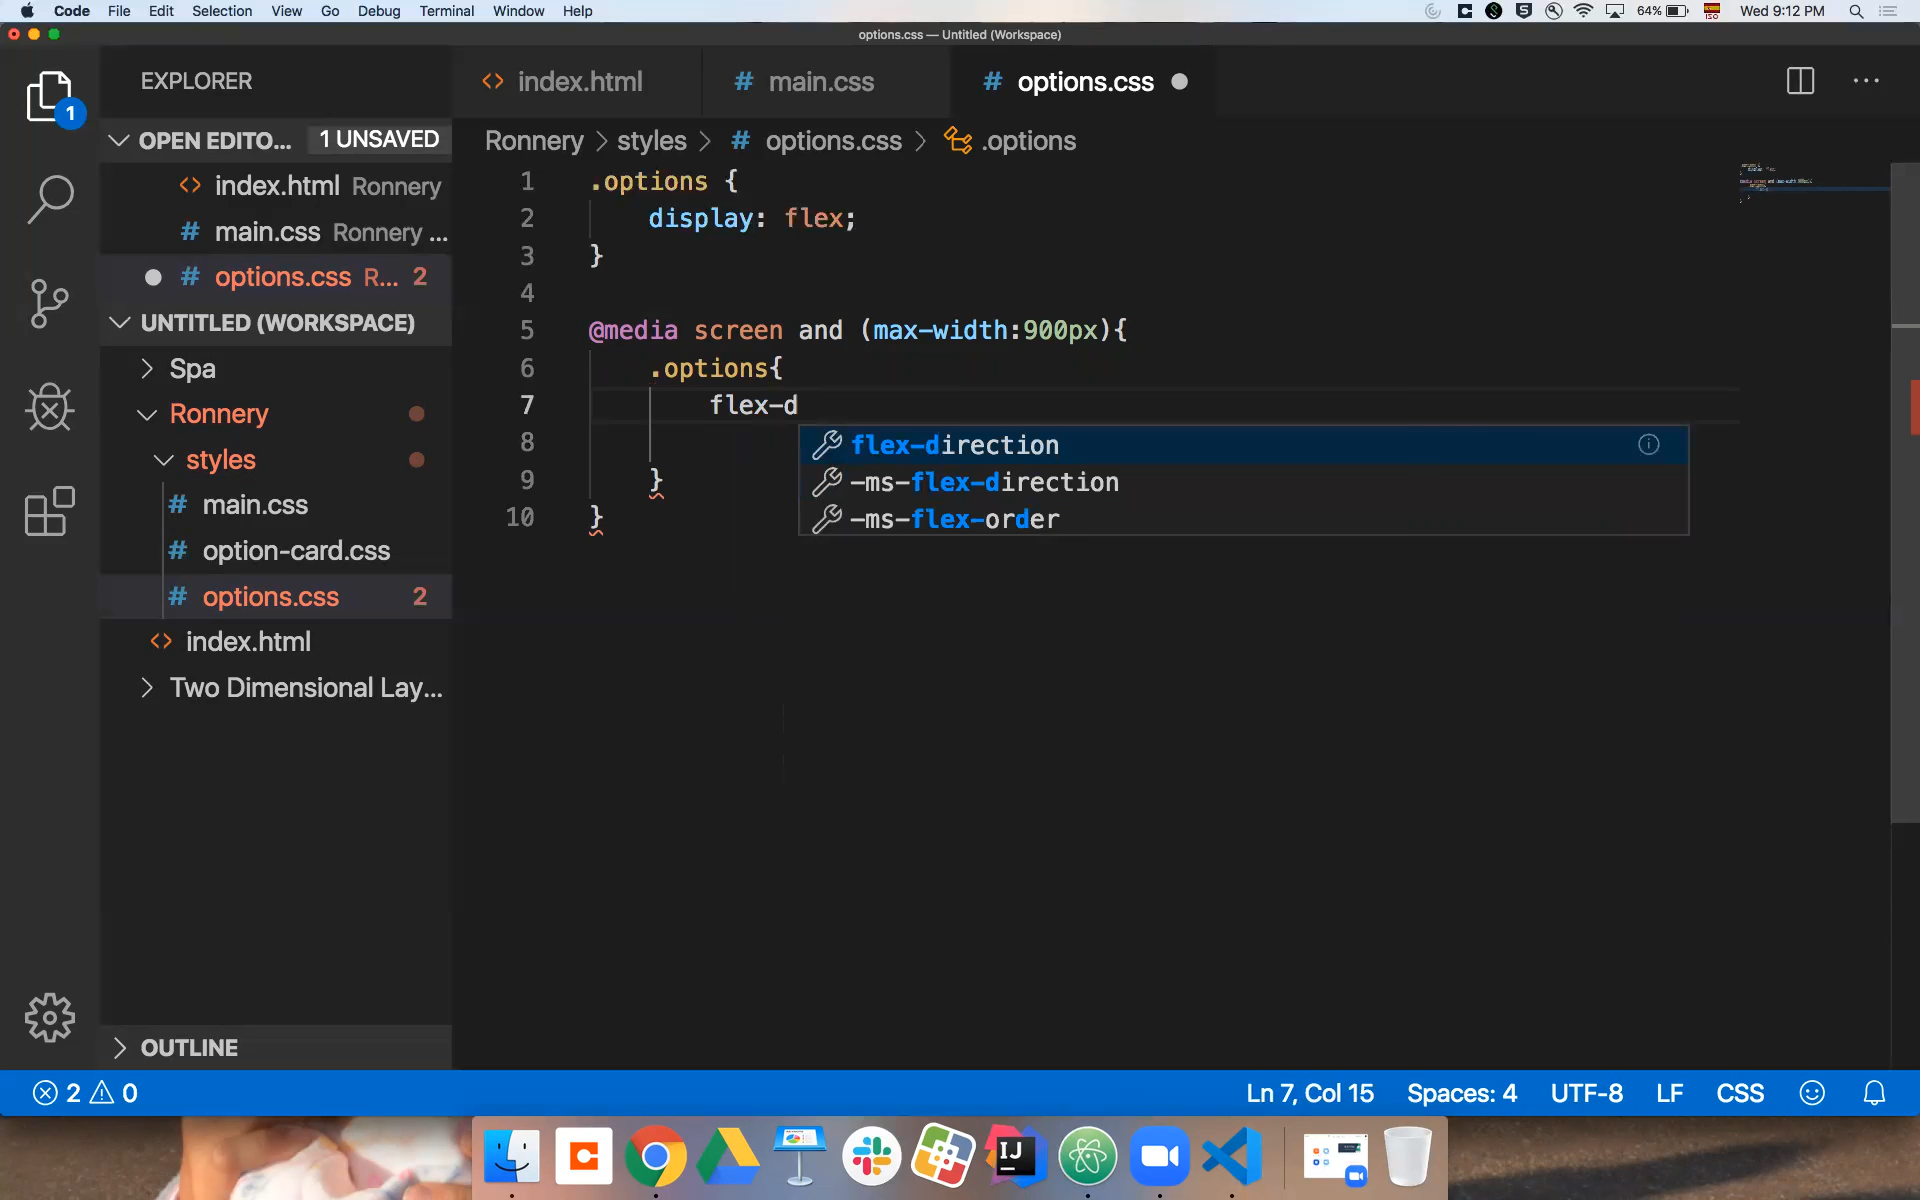 Code File Edit Selection View Go Debug Terminal Window Help 64% ISO Wed 9:12 PM
options.css — Untitled (Workspace)
EXPLORER
index.html main.css options.css
1
OPEN EDITO... 1 UNSAVED
index.html Ronnery
main.css Ronnery ...
options.css R... 2
UNTITLED (WORKSPACE)
Spa
Ronnery
styles
main.css
option-card.css
options.css 2
index.html
Two Dimensional Lay...
OUTLINE
Ronnery > styles > # options.css > .options
1 .options {
2 display: flex;
3 }
4
5 @media screen and (max-width:900px){
6 .options{
7 flex-d
8
9 }
10 }
flex-direction
-ms-flex-direction
-ms-flex-order
2 0 Ln 7, Col 15 Spaces: 4 UTF-8 LF CSS
IJ